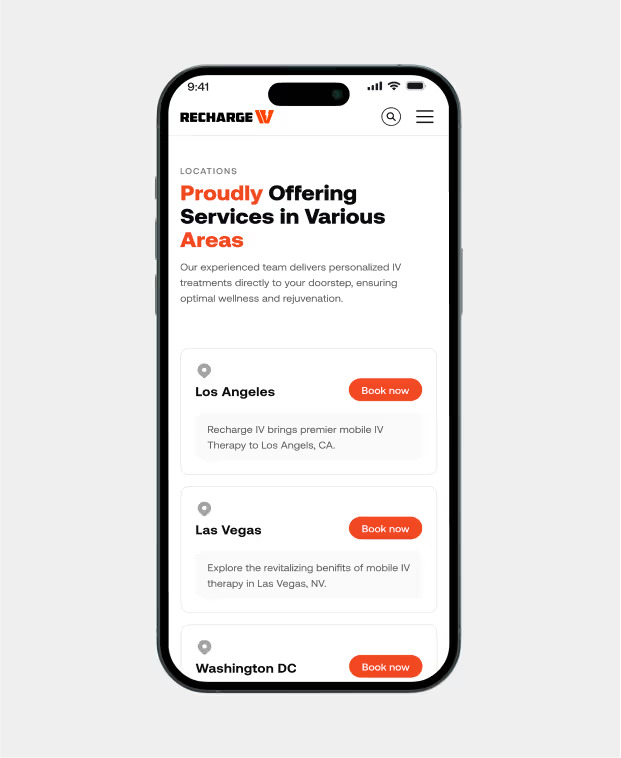 9:41
RECHARGE IV
LOCATIONS
Proudly Offering
Services in Various
Areas
Our experienced team delivers personalized IV
treatments directly to your doorstep, ensuring
optimal wellness and rejuvenation.
Los Angeles
Book now
Recharge IV brings premier mobile IV
Therapy to Los Angels, CA.
Las Vegas
Book now
Explore the revitalizing benifits of mobile IV
therapy in Las Vegas, NV.
Washington DC
Book now